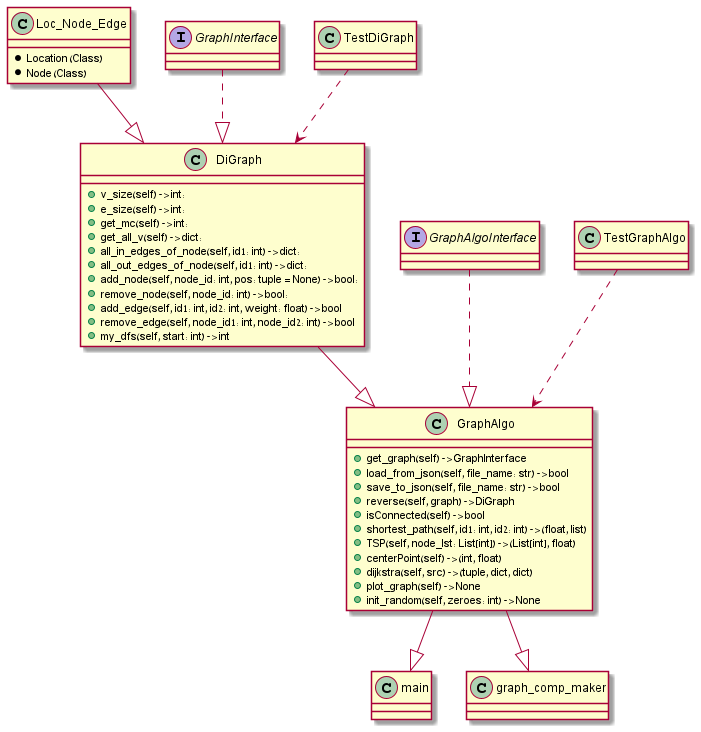 C Loc_Node_Edge
Location (Class)
Node (Class)
I GraphInterface
C TestDiGraph
C DiGraph
v_size(self) ->int:
e_size(self) ->int:
get_mc(self) ->int:
get_all_v(self) ->dict:
all_in_edges_of_node(self, id1: int) ->dict:
all_out_edges_of_node(self, id1: int) ->dict:
add_node(self, node_id: int, pos: tuple = None) ->bool:
remove_node(self, node_id: int) ->bool:
add_edge(self, id1: int, id2: int, weight: float) ->bool
remove_edge(self, node_id1: int, node_id2: int) ->bool
my_dfs(self, start: int) ->int
I GraphAlgoInterface
C TestGraphAlgo
C GraphAlgo
get_graph(self) ->GraphInterface
load_from_json(self, file_name: str) ->bool
save_to_json(self, file_name: str) ->bool
reverse(self, graph) ->DiGraph
isConnected(self) ->bool
shortest_path(self, id1: int, id2: int) ->(float, list)
TSP(self, node_lst: List[int]) ->(List[int], float)
centerPoint(self) ->(int, float)
dijkstra(self, src) ->(tuple, dict, dict)
plot_graph(self) ->None
init_random(self, zeroes: int) ->None
C main
C graph_comp_maker